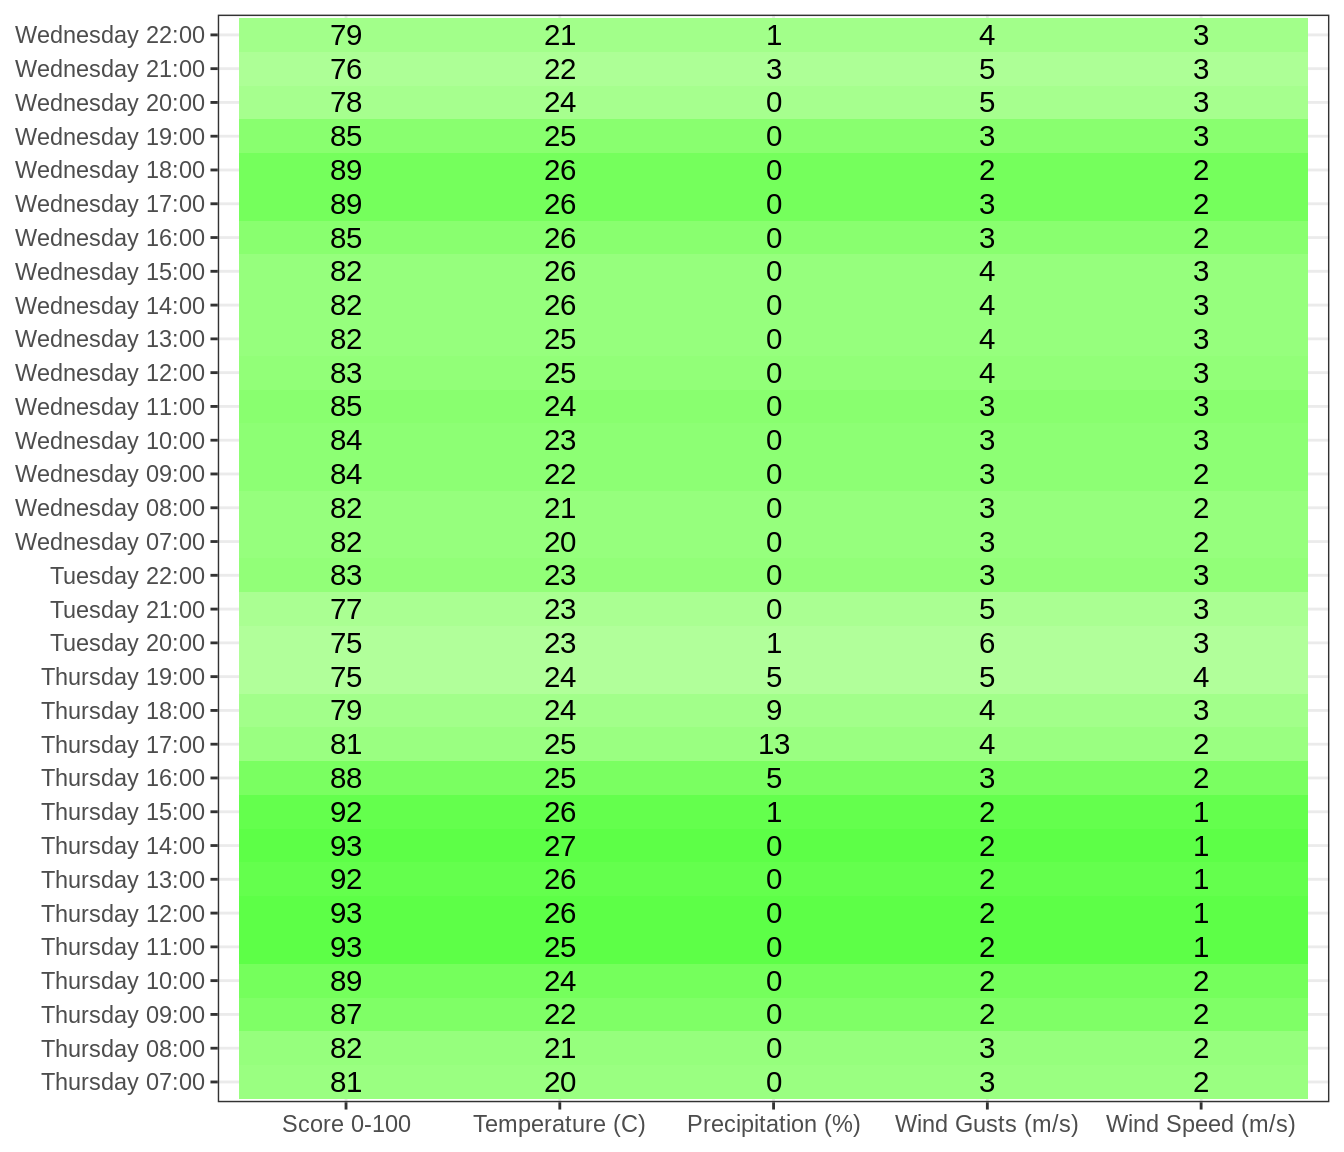 Wednesday 22:00 79 21 1 4 3
Wednesday 21:00 76 22 3 5 3
Wednesday 20:00 78 24 0 5 3
Wednesday 19:00 85 25 0 3 3
Wednesday 18:00 89 26 0 2 2
Wednesday 17:00 89 26 0 3 2
Wednesday 16:00 85 26 0 3 2
Wednesday 15:00 82 26 0 4 3
Wednesday 14:00 82 26 0 4 3
Wednesday 13:00 82 25 0 4 3
Wednesday 12:00 83 25 0 4 3
Wednesday 11:00 85 24 0 3 3
Wednesday 10:00 84 23 0 3 3
Wednesday 09:00 84 22 0 3 2
Wednesday 08:00 82 21 0 3 2
Wednesday 07:00 82 20 0 3 2
Tuesday 22:00 83 23 0 3 3
Tuesday 21:00 77 23 0 5 3
Tuesday 20:00 75 23 1 6 3
Thursday 19:00 75 24 5 5 4
Thursday 18:00 79 24 9 4 3
Thursday 17:00 81 25 13 4 2
Thursday 16:00 88 25 5 3 2
Thursday 15:00 92 26 1 2 1
Thursday 14:00 93 27 0 2 1
Thursday 13:00 92 26 0 2 1
Thursday 12:00 93 26 0 2 1
Thursday 11:00 93 25 0 2 1
Thursday 10:00 89 24 0 2 2
Thursday 09:00 87 22 0 2 2
Thursday 08:00 82 21 0 3 2
Thursday 07:00 81 20 0 3 2
Score 0-100 Temperature (C) Precipitation (%) Wind Gusts (m/s) Wind Speed (m/s)